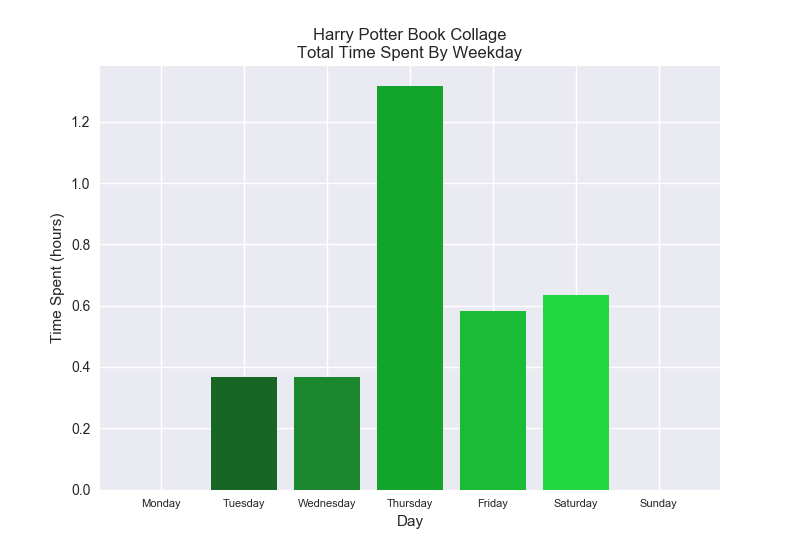 Harry Potter Book Collage
Total Time Spent By Weekday
Time Spent (hours)
1.2
1.0
0.8
0.6
0.4
0.2
0.0
Monday Tuesday Wednesday Thursday Friday Saturday Sunday
Day